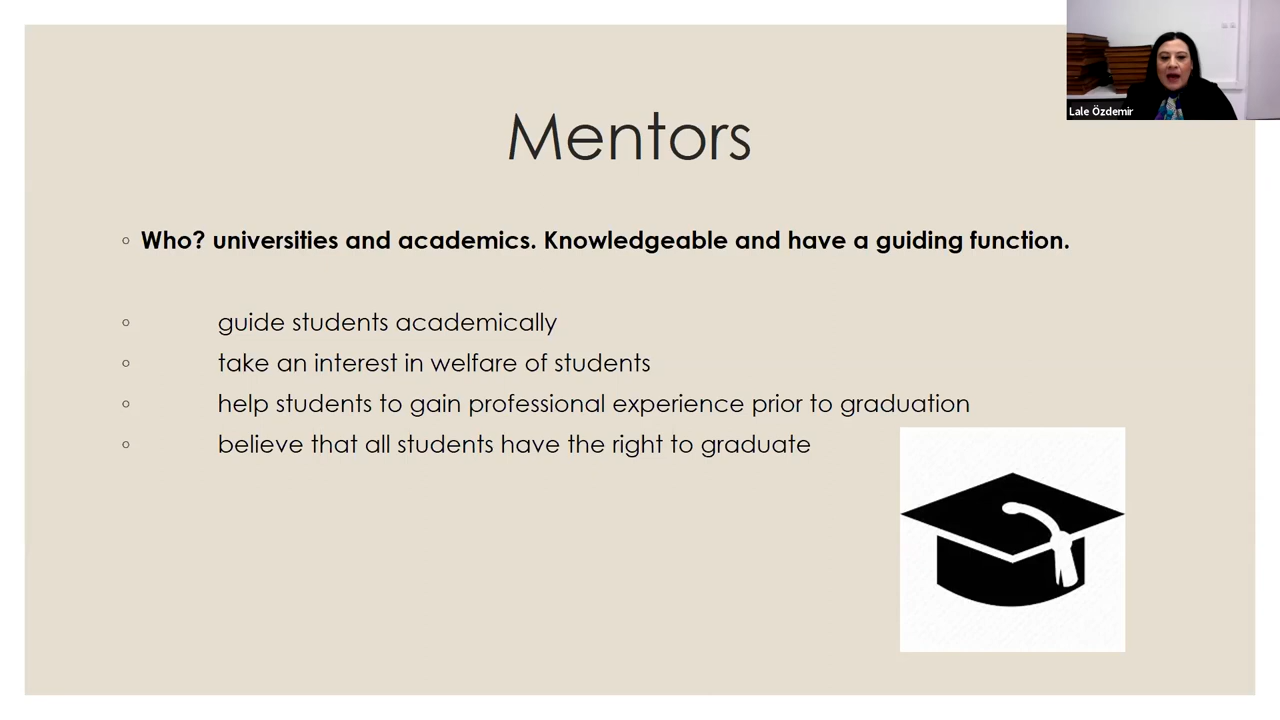 Lale Özdemir
Mentors
Who? universities and academics. Knowledgeable and have a guiding function.
guide students academically
take an interest in welfare of students
help students to gain professional experience prior to graduation
believe that all students have the right to graduate